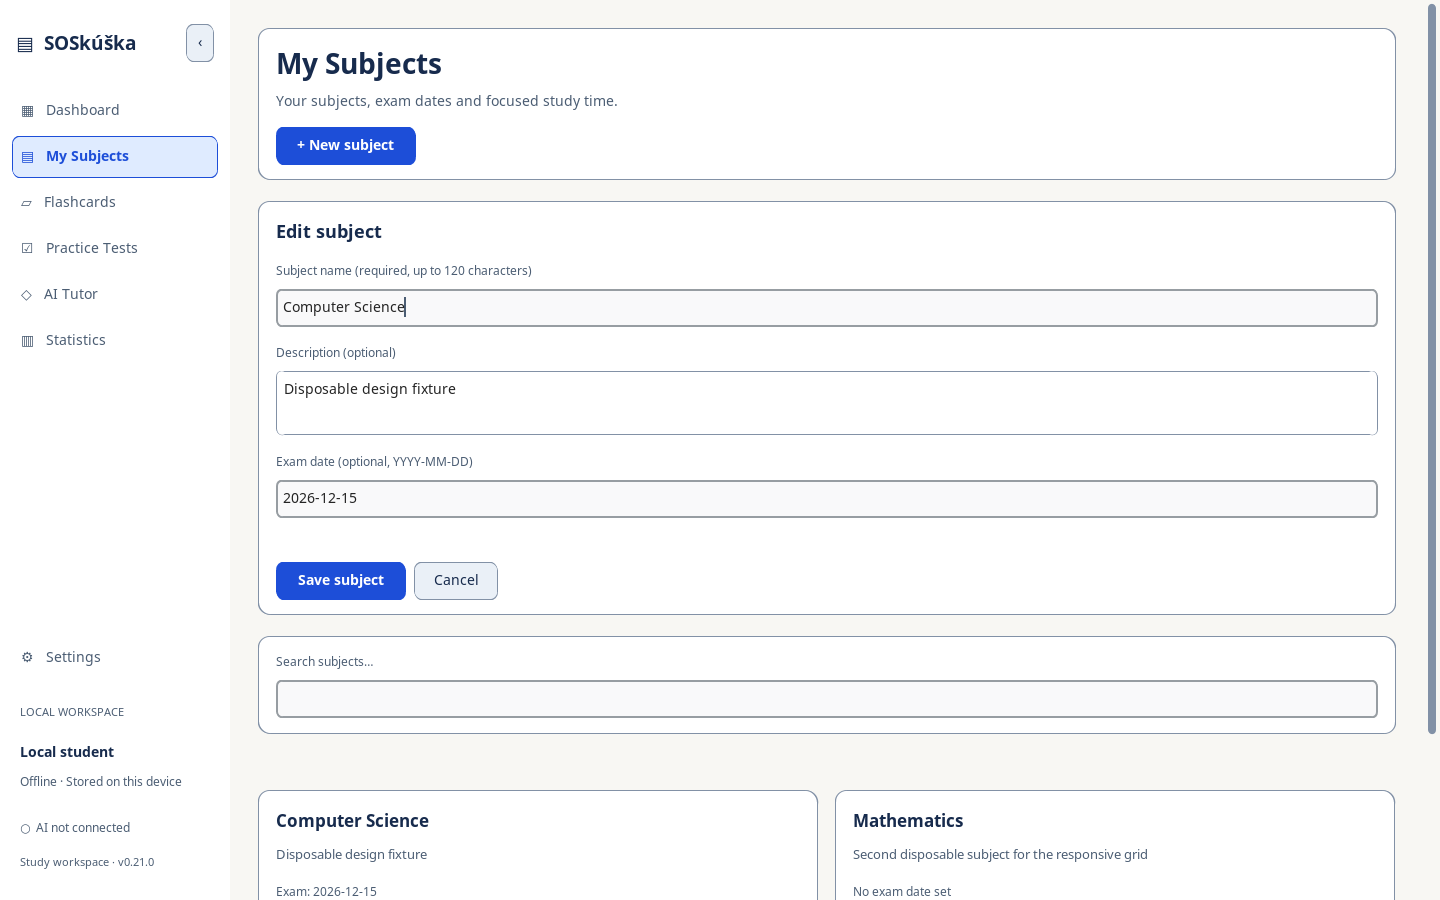 SOSkúška
Dashboard
My Subjects
Flashcards
Practice Tests
AI Tutor
Statistics
Settings
LOCAL WORKSPACE
Local student
Offline · Stored on this device
AI not connected
Study workspace · v0.21.0
My Subjects
Your subjects, exam dates and focused study time.
+ New subject
Edit subject
Subject name (required, up to 120 characters)
Computer Science
Description (optional)
Disposable design fixture
Exam date (optional, YYYY-MM-DD)
2026-12-15
Save subject
Cancel
Search subjects...
Computer Science
Disposable design fixture
Exam: 2026-12-15
Mathematics
Second disposable subject for the responsive grid
No exam date set